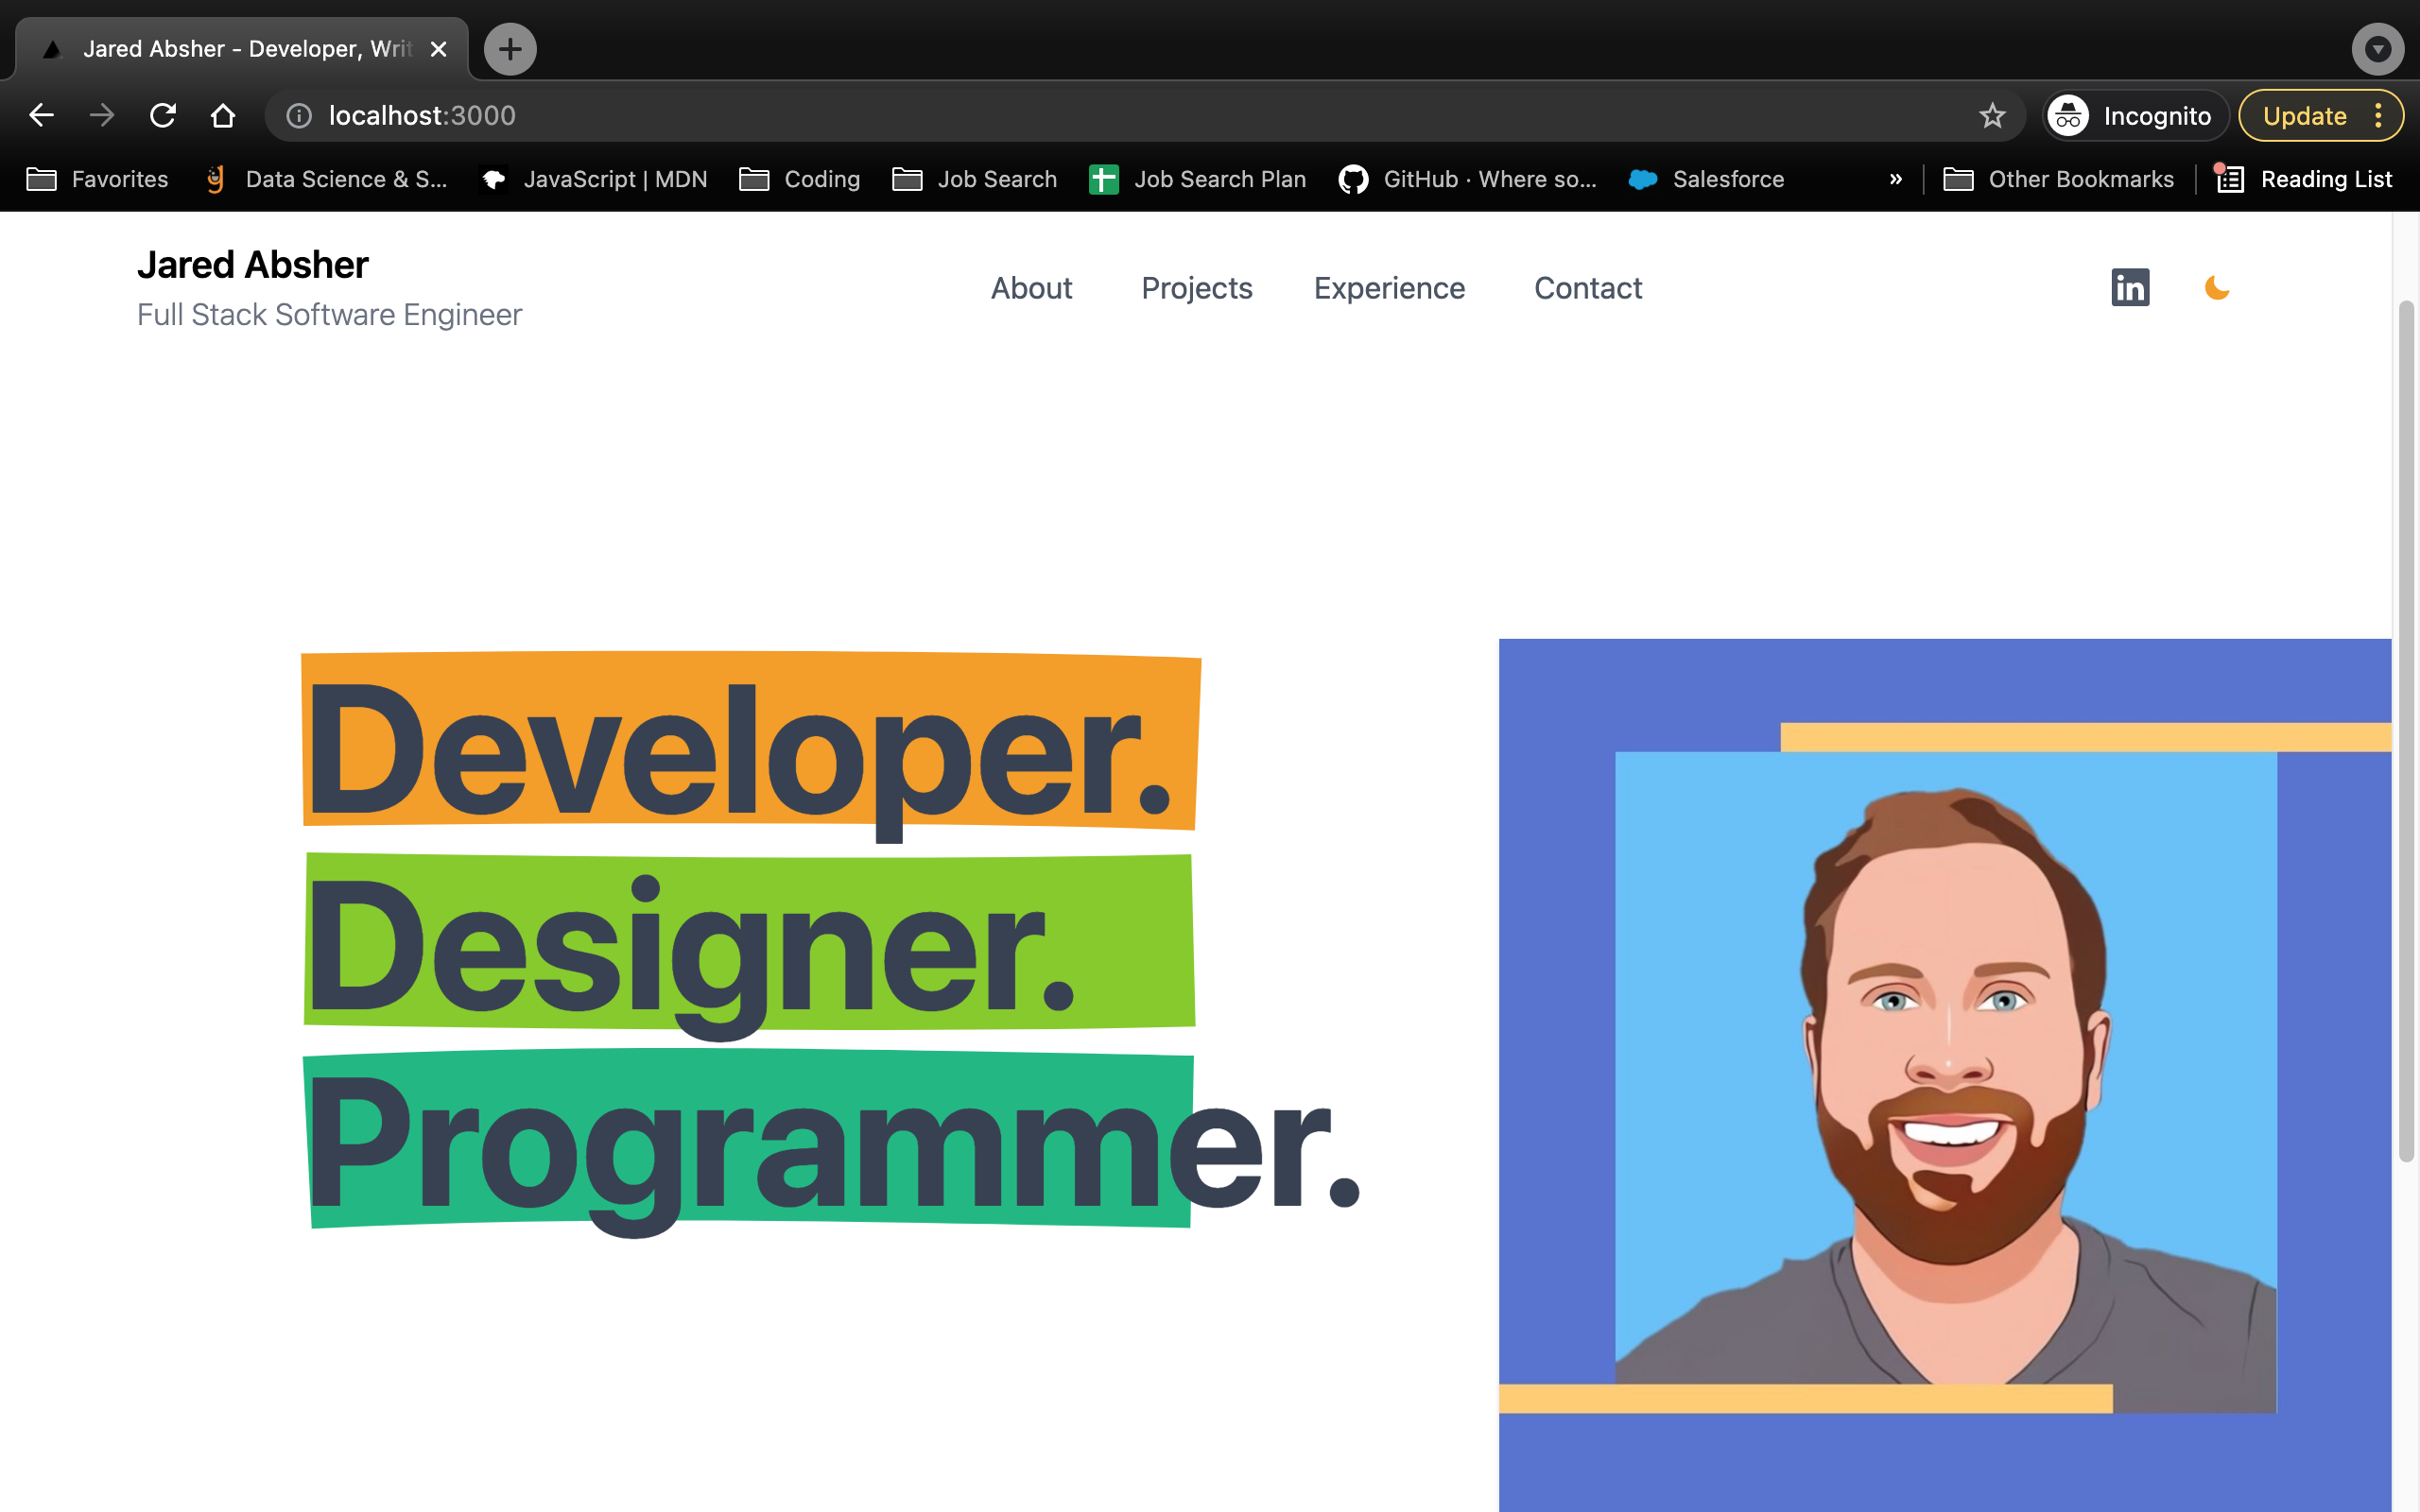 Jared Absher - Developer, Writ
localhost:3000
Incognito
Update
Favorites
Data Science & S...
JavaScript | MDN
Coding
Job Search
Job Search Plan
GitHub · Where so...
Salesforce
»
Other Bookmarks
Reading List
Jared Absher
Full Stack Software Engineer
About
Projects
Experience
Contact
in
Developer.
Designer.
Programmer.